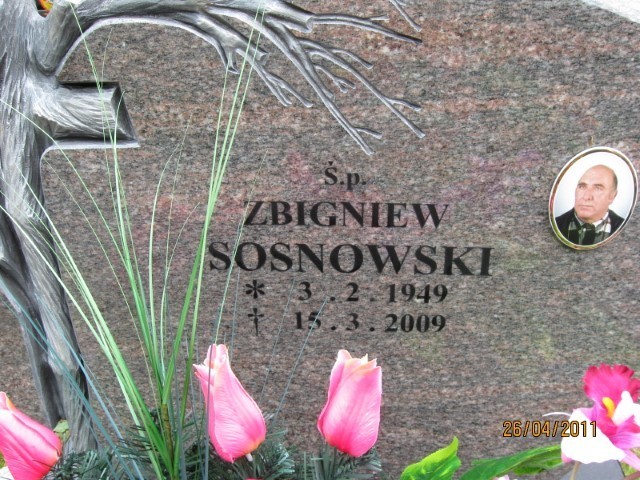 Ś.p.
ZBIGNIEW
SOSNOWSKI
* 3.2.1949
† 15.3.2009
26/04/2011